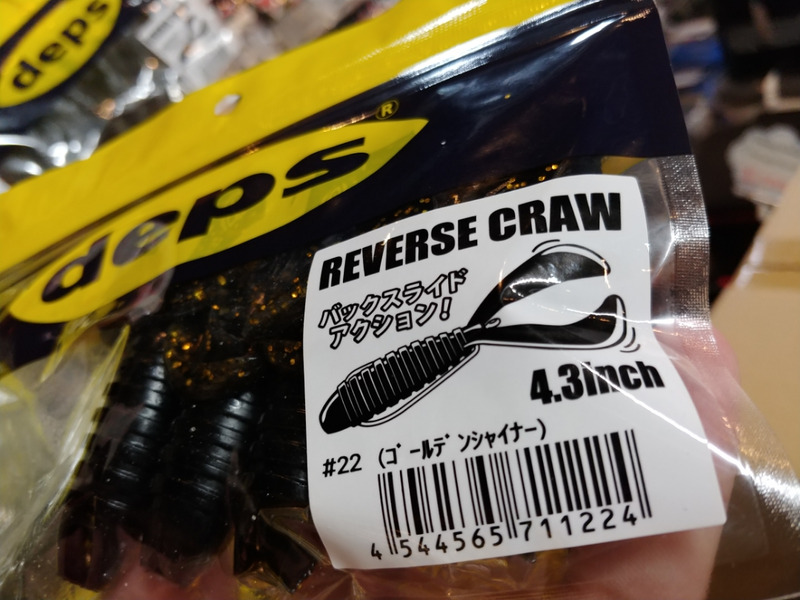 deps
deps®
REVERSE CRAW
バックスライド
アクション!
4.3inch
#22 (ゴールデンシャイナー)
4 544565 711224